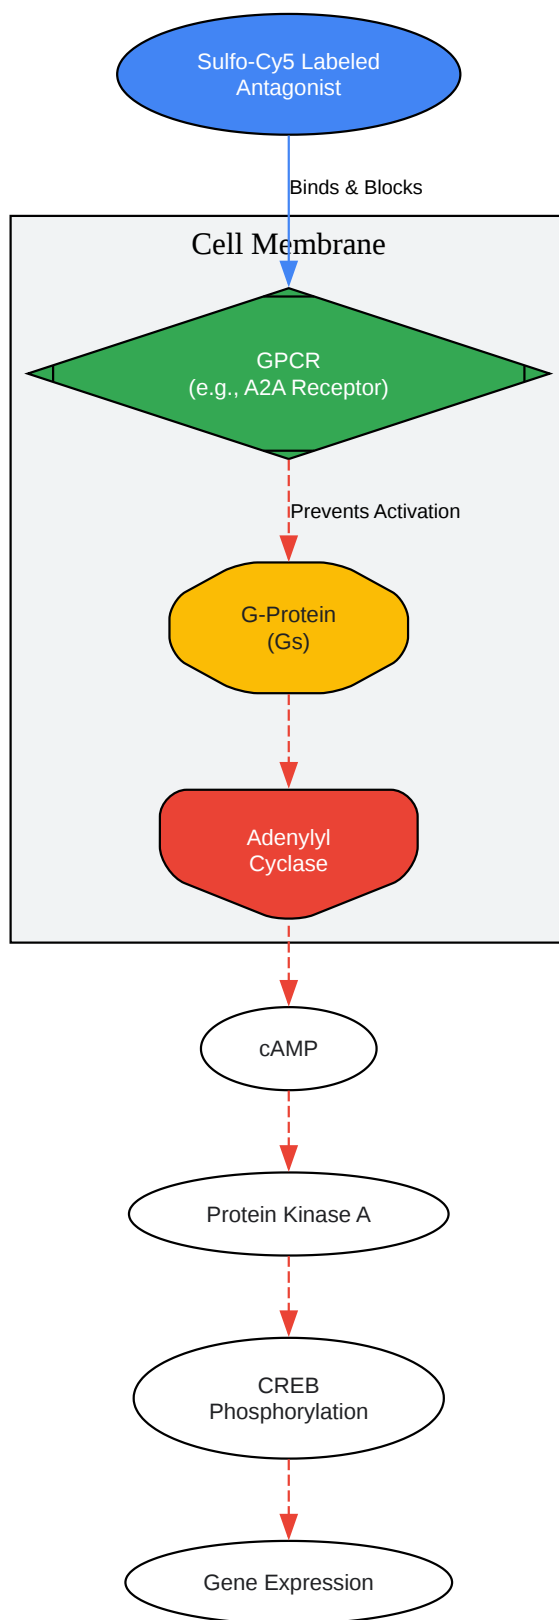 Sulfo-Cy5 Labeled
Antagonist
Binds & Blocks
Cell Membrane
GPCR
(e.g., A2A Receptor)
Prevents Activation
G-Protein
(Gs)
Adenylyl
Cyclase
cAMP
Protein Kinase A
CREB
Phosphorylation
Gene Expression